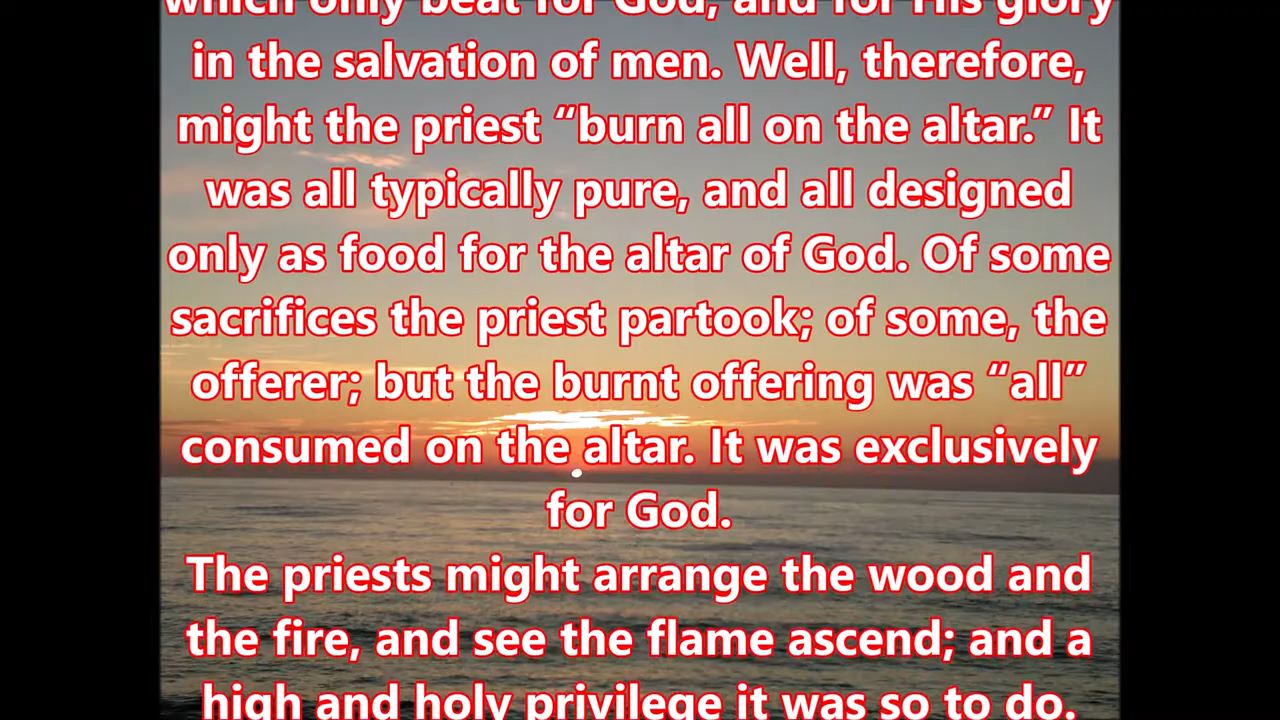 which only beat for God, and for His glory
in the salvation of men. Well, therefore,
might the priest “burn all on the altar.” It
was all typically pure, and all designed
only as food for the altar of God. Of some
sacrifices the priest partook; of some, the
offerer; but the burnt offering was “all”
consumed on the altar. It was exclusively
for God.
The priests might arrange the wood and
the fire, and see the flame ascend; and a
high and holy privilege it was so to do.